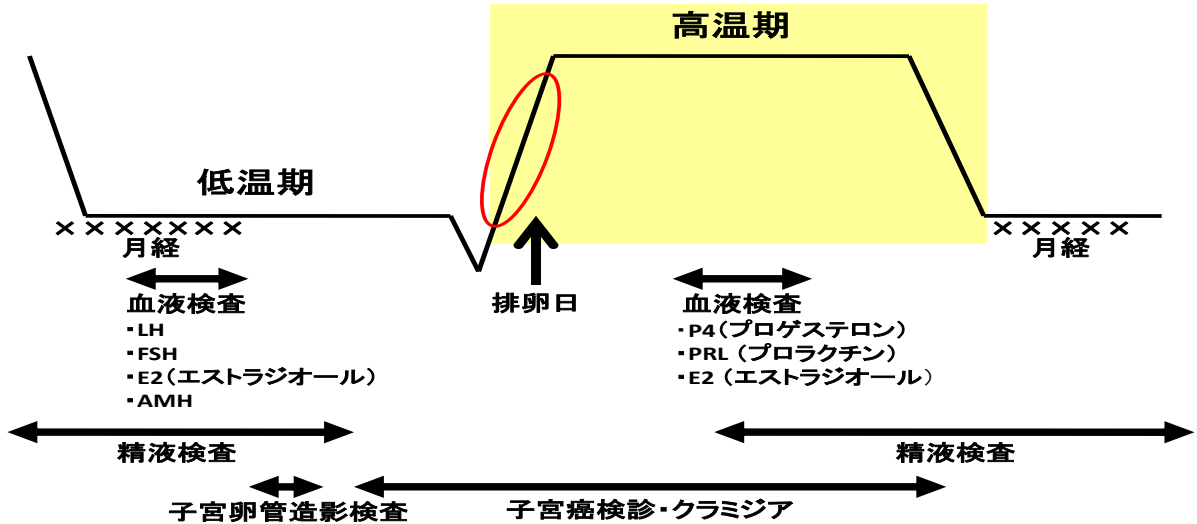 高温期
低温期
××××××× 月経
××××× 月経
排卵日
血液検査
・LH
・FSH
・E2(エストラジオール)
・AMH
血液検査
・P4(プロゲステロン)
・PRL (プロラクチン)
・E2 (エストラジオール)
精液検査
精液検査
子宮卵管造影検査
子宮癌検診・クラミジア